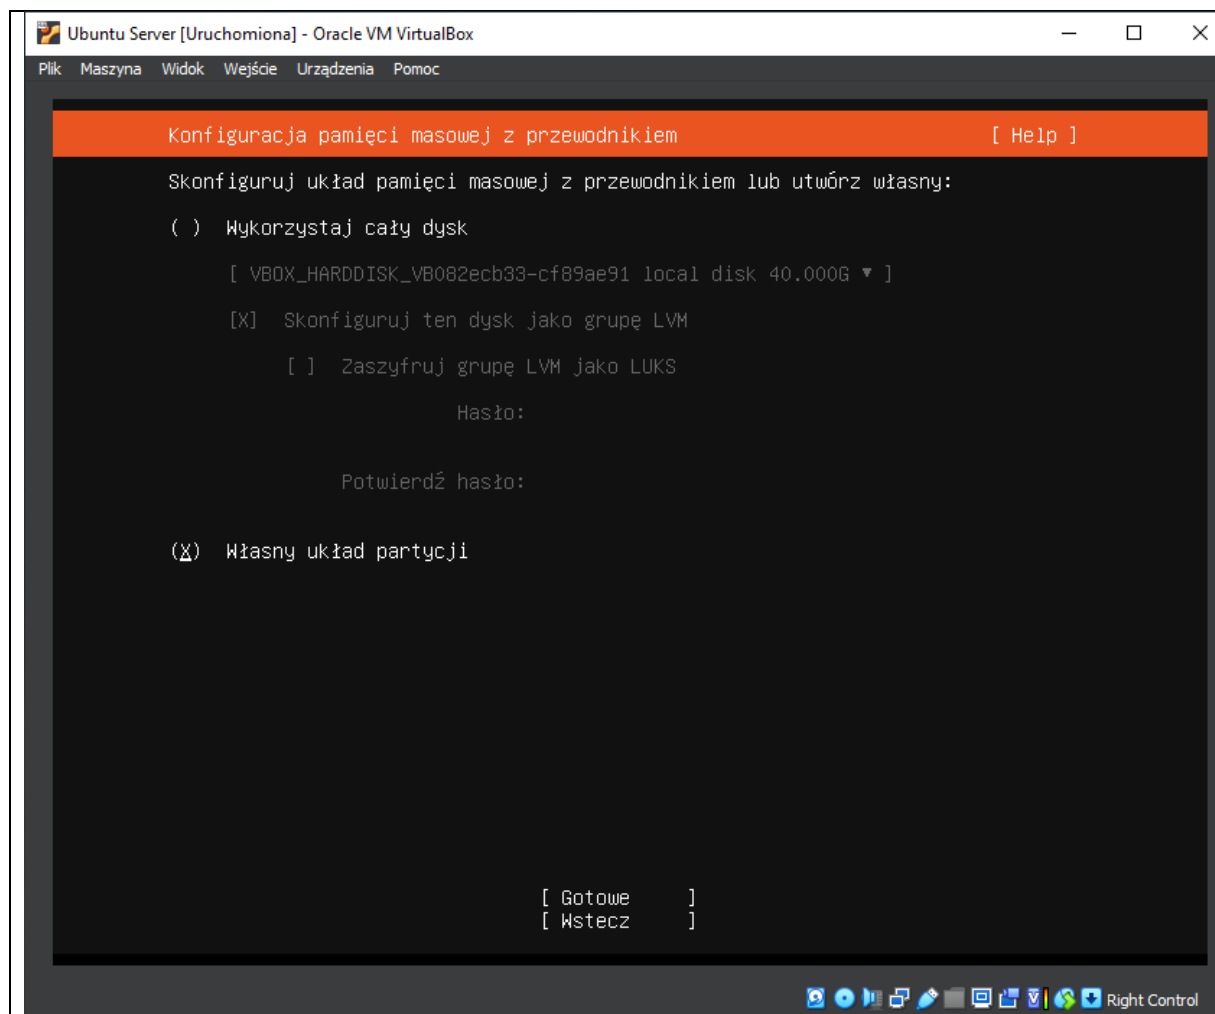 Ubuntu Server [Uruchomiona] - Oracle VM VirtualBox
Plik Maszyna Widok Wejście Urządzenia Pomoc
Konfiguracja pamięci masowej z przewodnikiem [ Help ]
Skonfiguruj układ pamięci masowej z przewodnikiem lub utwórz własny:
( ) Wykorzystaj cały dysk
[ VBOX_HARDDISK_VB082ecb33-cf89ae91 local disk 40.000G ▾ ]
[X] Skonfiguruj ten dysk jako grupę LVM
[ ] Zaszyfruj grupę LVM jako LUKS
Hasło:
Potwierdź hasło:
(X) Własny układ partycji
[ Gotowe ]
[ Wstecz ]
Right Control